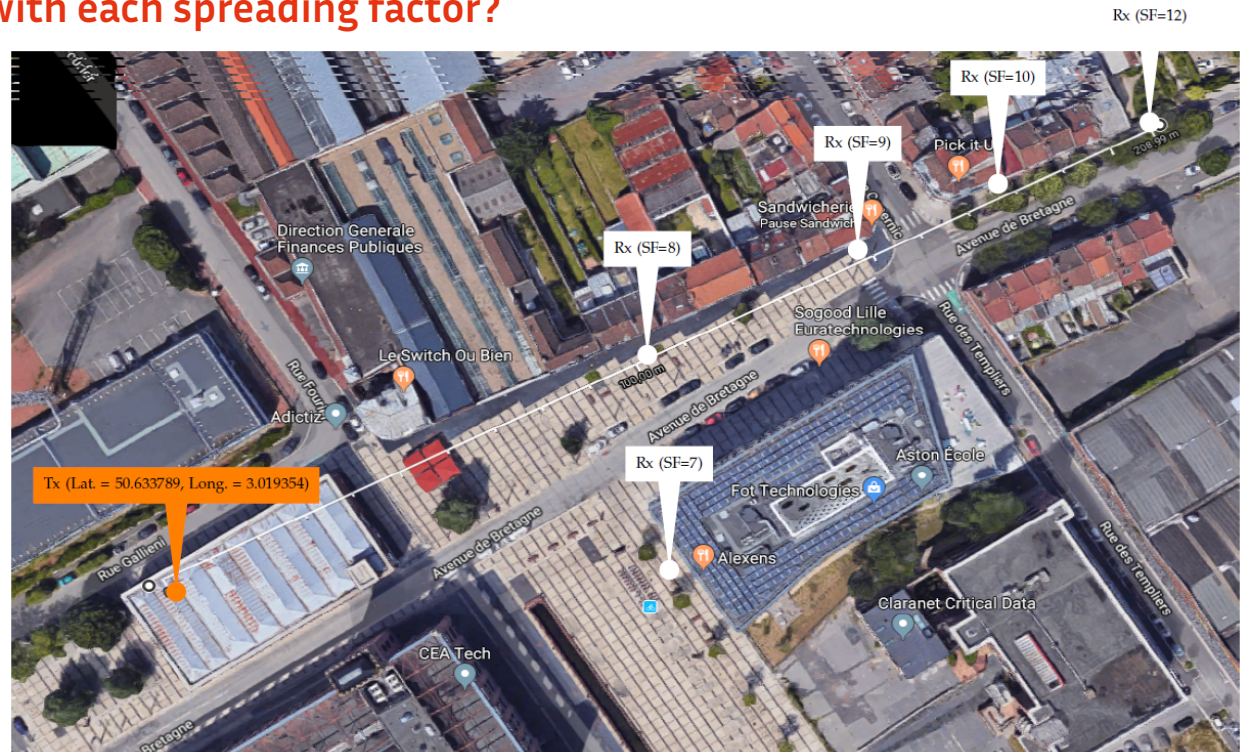 with each spreading factor?
Rx (SF=12)
Rx (SF=10)
Rx (SF=9)
Pick it U
208,99 m
Sandwicherie
Pause Sandwich
Avenue de Bretagne
Direction Generale
Finances Publiques
Rx (SF=8)
Sogood Lille
Euratechnologies
Rue des Templiers
Le Switch Ou Bien
100,00 m
Adictiz
Avenue de Bretagne
Rx (SF=7)
Aston École
Tx (Lat. = 50.633789, Long. = 3.019354)
Fot Technologies
Avenue de Bretagne
Rue Gallieni
Alexens
Rue des Templiers
Claranet Critical Data
CEA Tech
Bretagne